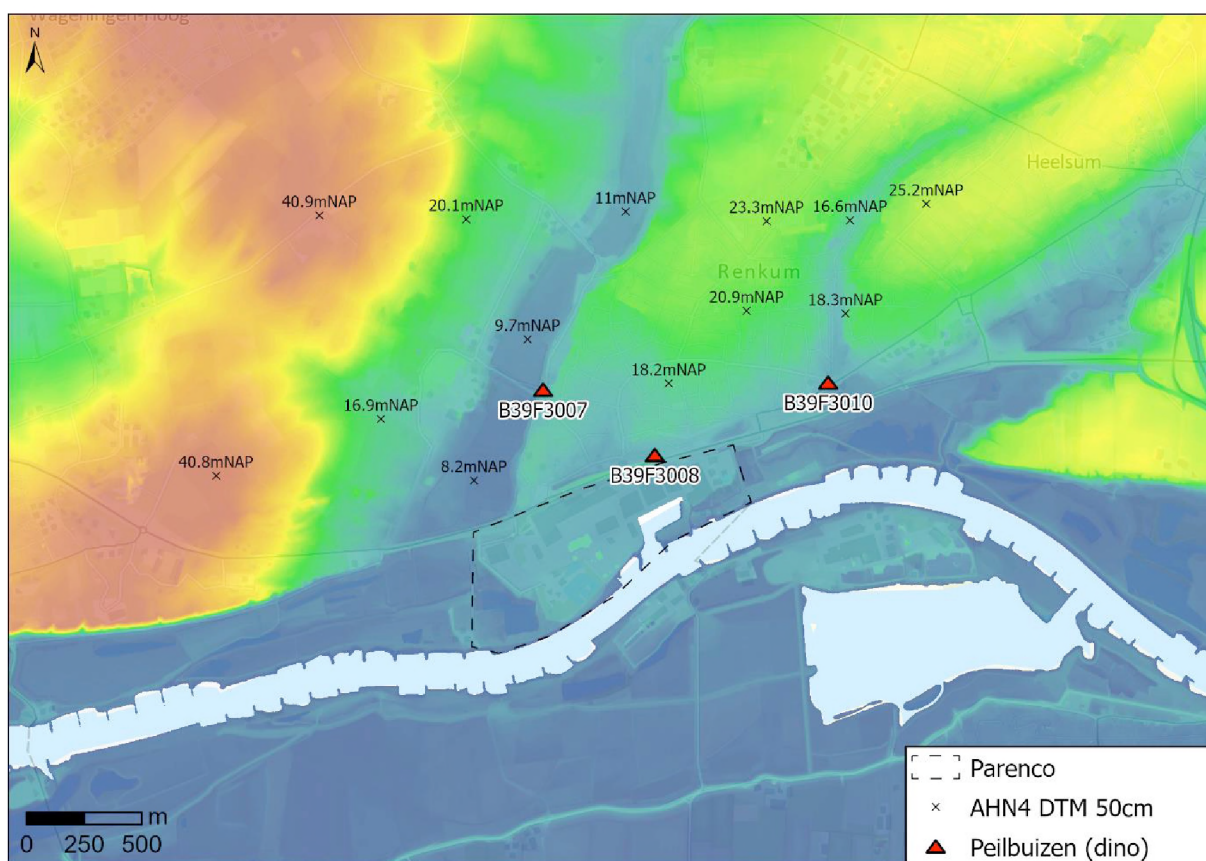 Wageningen-Hoog
N
Heelsum
40.9mNAP
20.1mNAP
11mNAP
23.3mNAP
16.6mNAP
25.2mNAP
Renkum
20.9mNAP
18.3mNAP
9.7mNAP
18.2mNAP
B39F3007
B39F3010
16.9mNAP
40.8mNAP
8.2mNAP
B39F3008
Parenco
AHN4 DTM 50cm
Peilbuizen (dino)
m
0 250 500